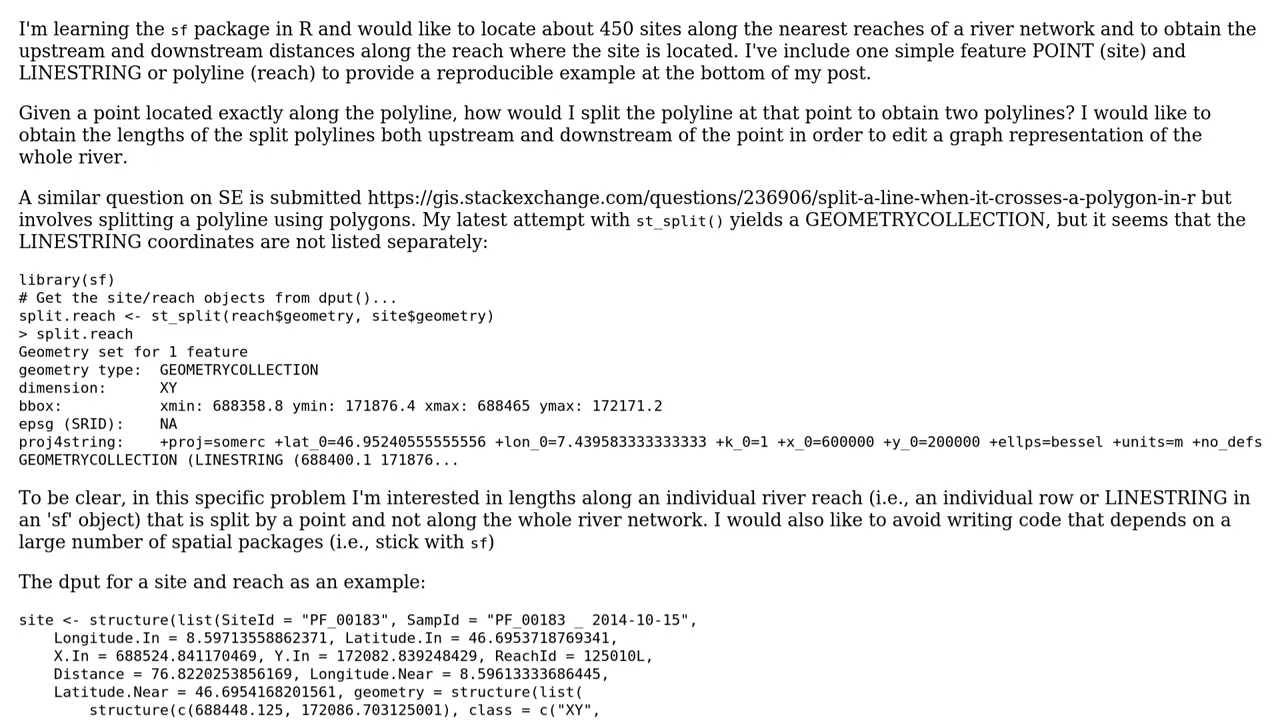 I'm learning the sf package in R and would like to locate about 450 sites along the nearest reaches of a river network and to obtain the
upstream and downstream distances along the reach where the site is located. I've include one simple feature POINT (site) and
LINESTRING or polyline (reach) to provide a reproducible example at the bottom of my post.
Given a point located exactly along the polyline, how would I split the polyline at that point to obtain two polylines? I would like to
obtain the lengths of the split polylines both upstream and downstream of the point in order to edit a graph representation of the
whole river.
A similar question on SE is submitted https://gis.stackexchange.com/questions/236906/split-a-line-when-it-crosses-a-polygon-in-r but
involves splitting a polyline using polygons. My latest attempt with st_split() yields a GEOMETRYCOLLECTION, but it seems that the
LINESTRING coordinates are not listed separately:
library(sf)
# Get the site/reach objects from dput()...
split.reach <- st_split(reach$geometry, site$geometry)
> split.reach
Geometry set for 1 feature
geometry type:  GEOMETRYCOLLECTION
dimension:      XY
bbox:           xmin: 688358.8 ymin: 171876.4 xmax: 688465 ymax: 172171.2
epsg (SRID):    NA
proj4string:    +proj=somerc +lat_0=46.95240555555556 +lon_0=7.439583333333333 +k_0=1 +x_0=600000 +y_0=200000 +ellps=bessel +units=m +no_defs
GEOMETRYCOLLECTION (LINESTRING (688400.1 171876...
To be clear, in this specific problem I'm interested in lengths along an individual river reach (i.e., an individual row or LINESTRING in
an 'sf' object) that is split by a point and not along the whole river network. I would also like to avoid writing code that depends on a
large number of spatial packages (i.e., stick with sf)
The dput for a site and reach as an example:
site <- structure(list(SiteId = "PF_00183", SampId = "PF_00183 _ 2014-10-15",
    Longitude.In = 8.59713558862371, Latitude.In = 46.6953718769341,
    X.In = 688524.841170469, Y.In = 172082.839248429, ReachId = 125010L,
    Distance = 76.8220253856169, Longitude.Near = 8.59613333686445,
    Latitude.Near = 46.6954168201561, geometry = structure(list(
        structure(c(688448.125, 172086.703125001), class = c("XY",